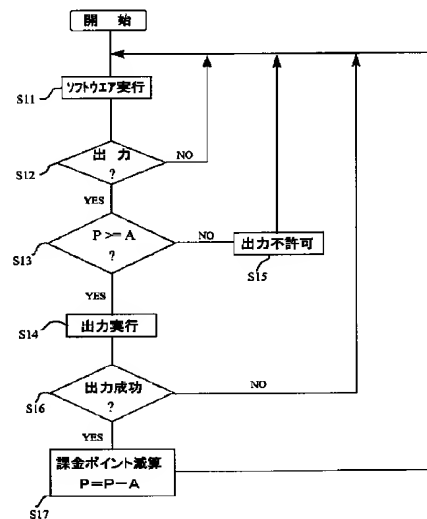 開 始
S11
ソフトウエア実行
S12
出 力
?
NO
YES
S13
P >= A
?
NO
出力不許可
S15
YES
S14
出力実行
S16
出力成功
?
NO
YES
課金ポイント減算
P=P-A
S17